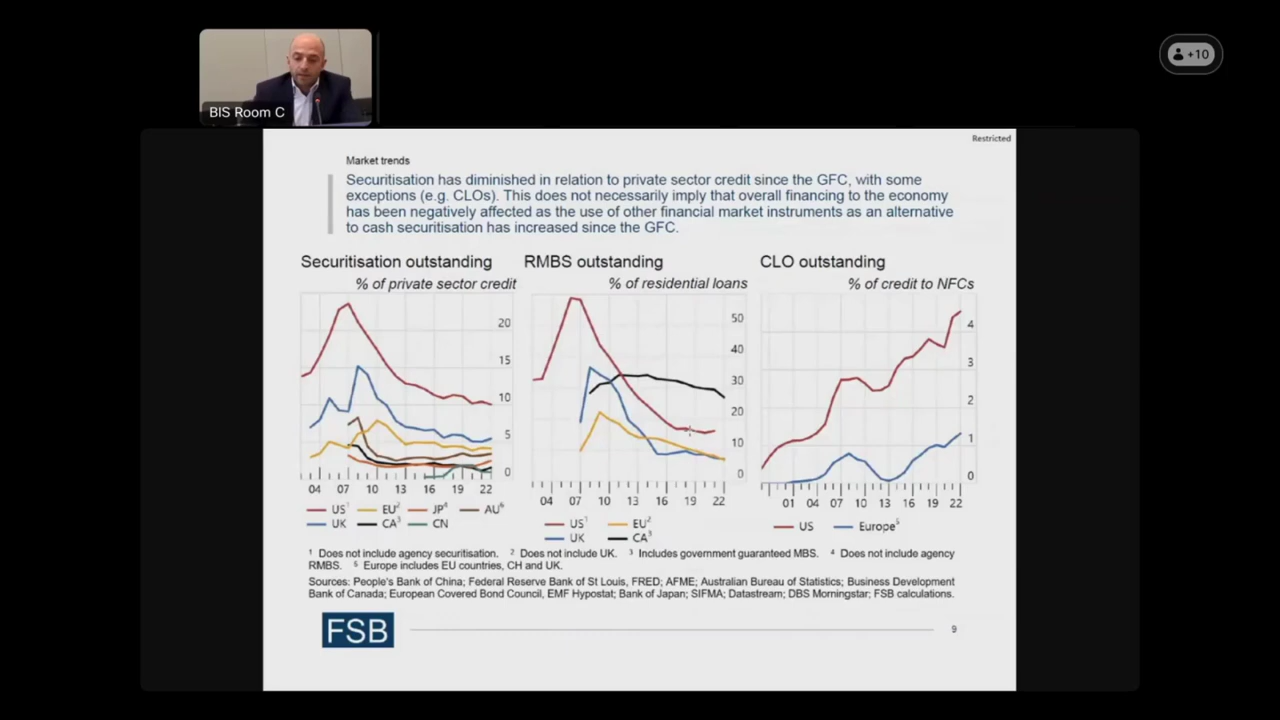 +10
BIS Room C
Restricted
Market trends
Securitisation has diminished in relation to private sector credit since the GFC, with some
exceptions (e.g. CLOs). This does not necessarily imply that overall financing to the economy
has been negatively affected as the use of other financial market instruments as an alternative
to cash securitisation has increased since the GFC.
Securitisation outstanding
% of private sector credit
20
15
10
5
0
04 07 10 13 16 19 22
US¹ EU² JP⁴ AU⁶
UK CA³ CN
RMBS outstanding
% of residential loans
50
40
30
20
10
0
04 07 10 13 16 19 22
US¹ EU²
UK CA³
CLO outstanding
% of credit to NFCs
4
3
2
1
0
01 04 07 10 13 16 19 22
US Europe⁵
¹ Does not include agency securitisation. ² Does not include UK. ³ Includes government guaranteed MBS. ⁴ Does not include agency
RMBS. ⁵ Europe includes EU countries, CH and UK.
Sources: People's Bank of China; Federal Reserve Bank of St Louis, FRED; AFME; Australian Bureau of Statistics; Business Development
Bank of Canada; European Covered Bond Council, EMF Hypostat; Bank of Japan; SIFMA; Datastream; DBS Morningstar; FSB calculations.
FSB
9